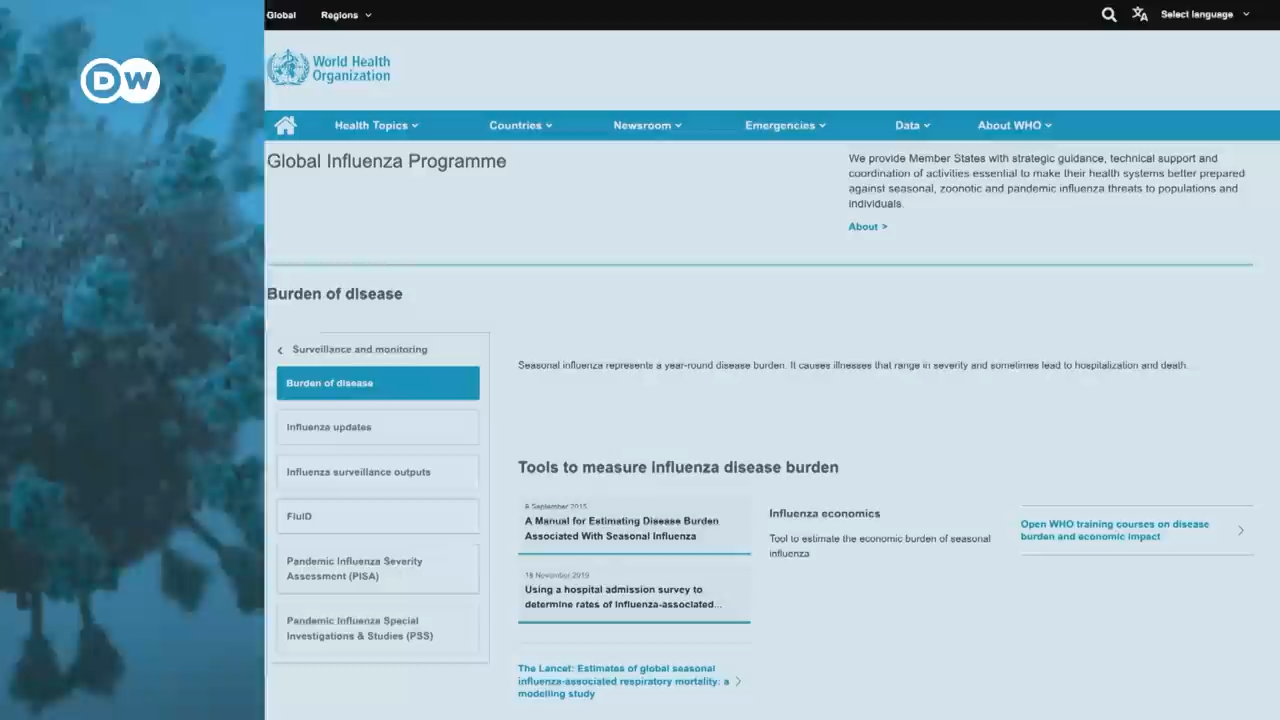 Global
Regions
Select language
DW
World Health
Organization
Health Topics
Countries
Newsroom
Emergencies
Data
About WHO
Global Influenza Programme
We provide Member States with strategic guidance, technical support and
coordination of activities essential to make their health systems better prepared
against seasonal, zoonotic and pandemic influenza threats to populations and
individuals.
About >
Burden of disease
Surveillance and monitoring
Burden of disease
Influenza updates
Influenza surveillance outputs
FluID
Pandemic Influenza Severity
Assessment (PISA)
Pandemic Influenza Special
Investigations & Studies (PSS)
Seasonal influenza represents a year-round disease burden. It causes illnesses that range in severity and sometimes lead to hospitalization and death.
Tools to measure influenza disease burden
9 September 2015
A Manual for Estimating Disease Burden
Associated With Seasonal Influenza
18 November 2019
Using a hospital admission survey to
determine rates of influenza-associated...
The Lancet: Estimates of global seasonal
influenza-associated respiratory mortality: a
modelling study
Influenza economics
Tool to estimate the economic burden of seasonal
influenza
Open WHO training courses on disease
burden and economic impact